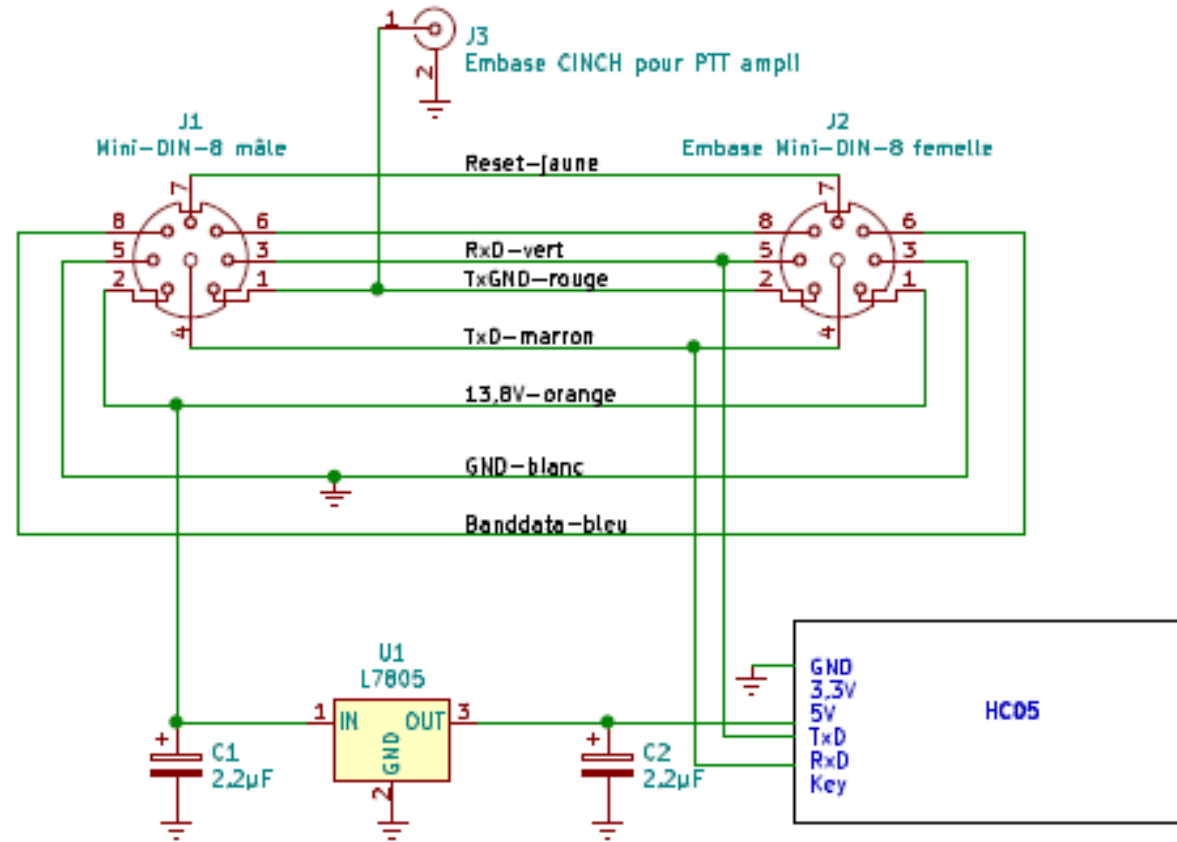 1
J3
Embase CINCH pour PTT ampli
2
J1
Mini-DIN-8 mâle
J2
Embase Mini-DIN-8 femelle
Reset-jaune
7
7
8
6
8
6
RxD-vert
5
3
5
3
TxGND-rouge
2
1
2
1
TxD-marron
4
4
13,8V-orange
GND-blanc
Banddata-bleu
U1
L7805
1
IN
OUT
3
GND
2
+
C1
2.2µF
+
C2
2.2µF
GND
3,3V
5V
TxD
RxD
Key
HC05